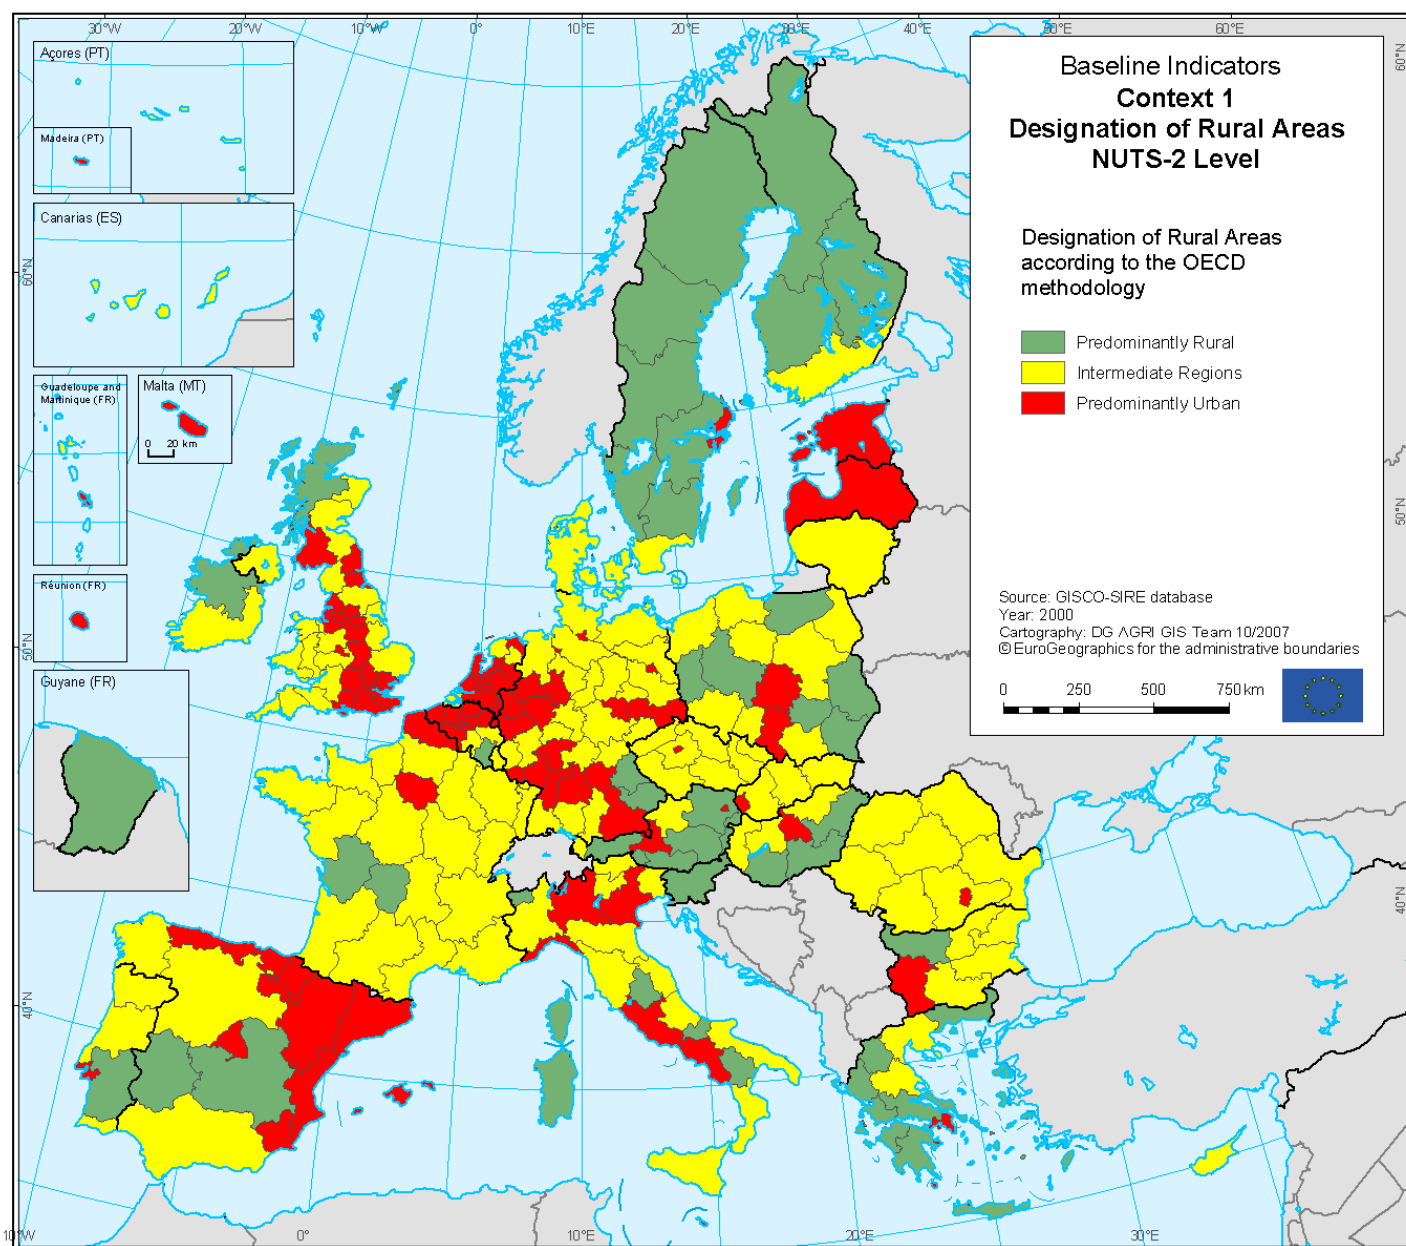 30°W
20°W
10°W
0°
10°E
20°E
30°E
40°E
50°E
60°E
60°N
50°N
40°N
60°N
50°N
40°N
10°W
0°
10°E
20°E
30°E
Açores (PT)
Madeira (PT)
Canarias (ES)
Guadeloupe and
Martinique (FR)
Malta (MT)
0 20 km
Réunion (FR)
Guyane (FR)
Baseline Indicators
Context 1
Designation of Rural Areas
NUTS-2 Level
Designation of Rural Areas
according to the OECD
methodology
Predominantly Rural
Intermediate Regions
Predominantly Urban
Source: GISCO-SIRE database
Year: 2000
Cartography: DG AGRI GIS Team 10/2007
© EuroGeographics for the administrative boundaries
0 250 500 750 km